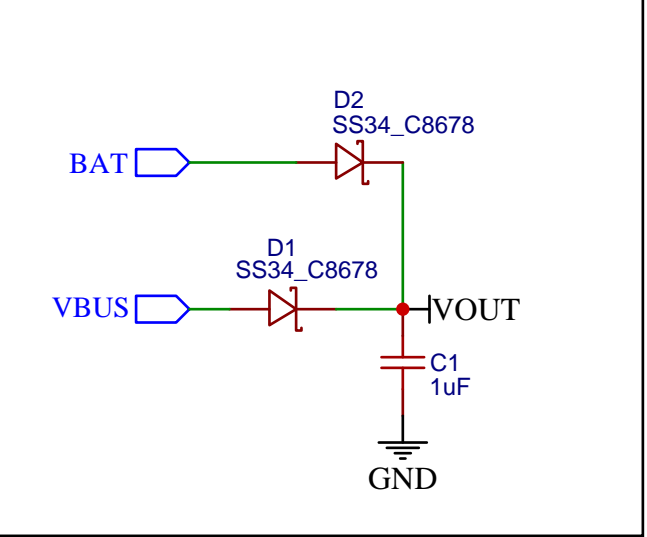 D2
SS34_C8678
BAT
D1
SS34_C8678
VBUS
VOUT
C1
1uF
GND